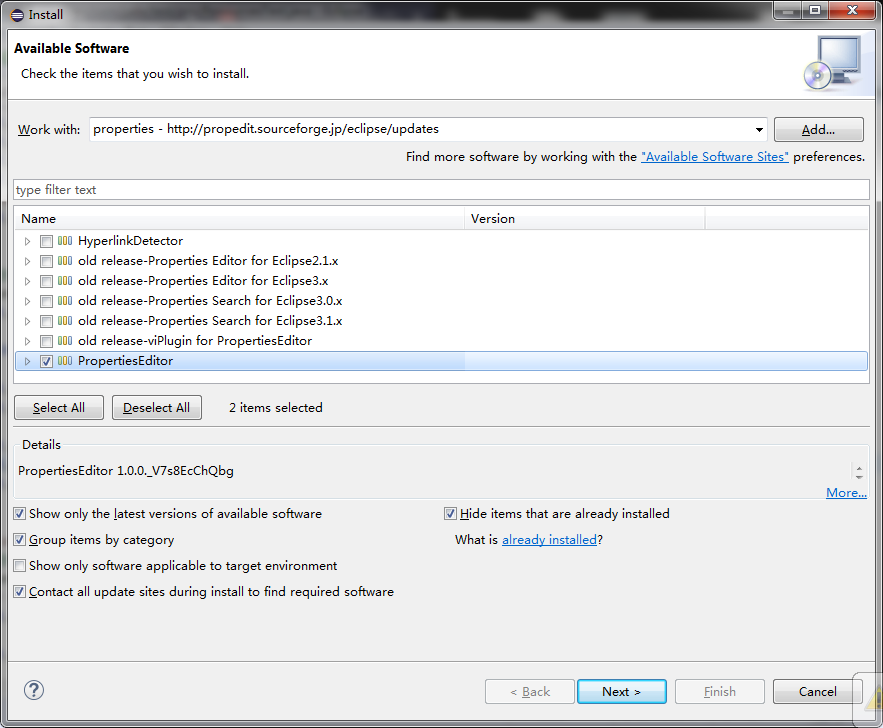 Install
Available Software
Check the items that you wish to install.
Work with: properties - http://propedit.sourceforge.jp/eclipse/updates Add...
Find more software by working with the "Available Software Sites" preferences.
type filter text
Name Version
HyperlinkDetector
old release-Properties Editor for Eclipse2.1.x
old release-Properties Editor for Eclipse3.x
old release-Properties Search for Eclipse3.0.x
old release-Properties Search for Eclipse3.1.x
old release-viPlugin for PropertiesEditor
PropertiesEditor
Select All Deselect All 2 items selected
Details
PropertiesEditor 1.0.0._V7s8EcChQbg
More...
Show only the latest versions of available software Hide items that are already installed
Group items by category What is already installed?
Show only software applicable to target environment
Contact all update sites during install to find required software
? < Back Next > Finish Cancel